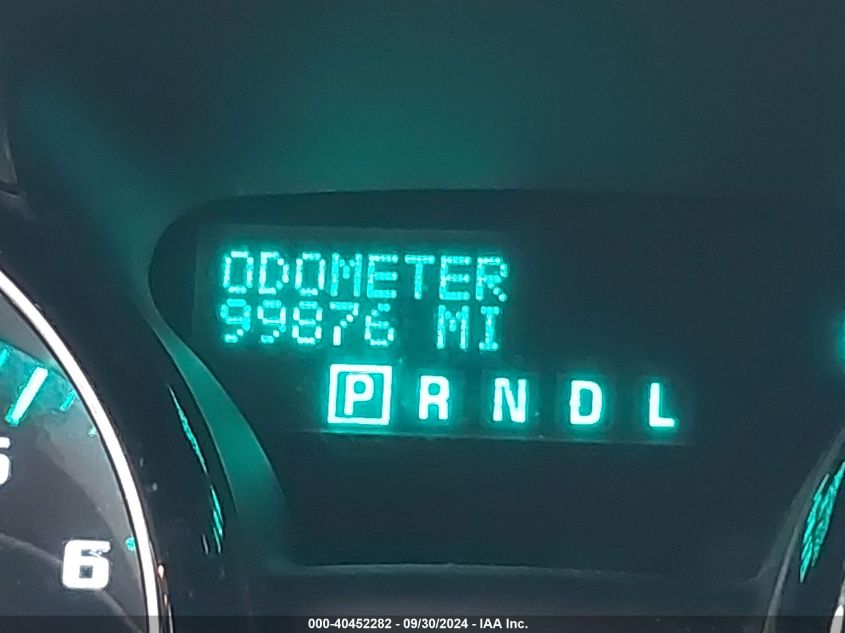 ODOMETER
99876 MI
P R N D L
6
000-40452282 - 09/30/2024 - IAA Inc.